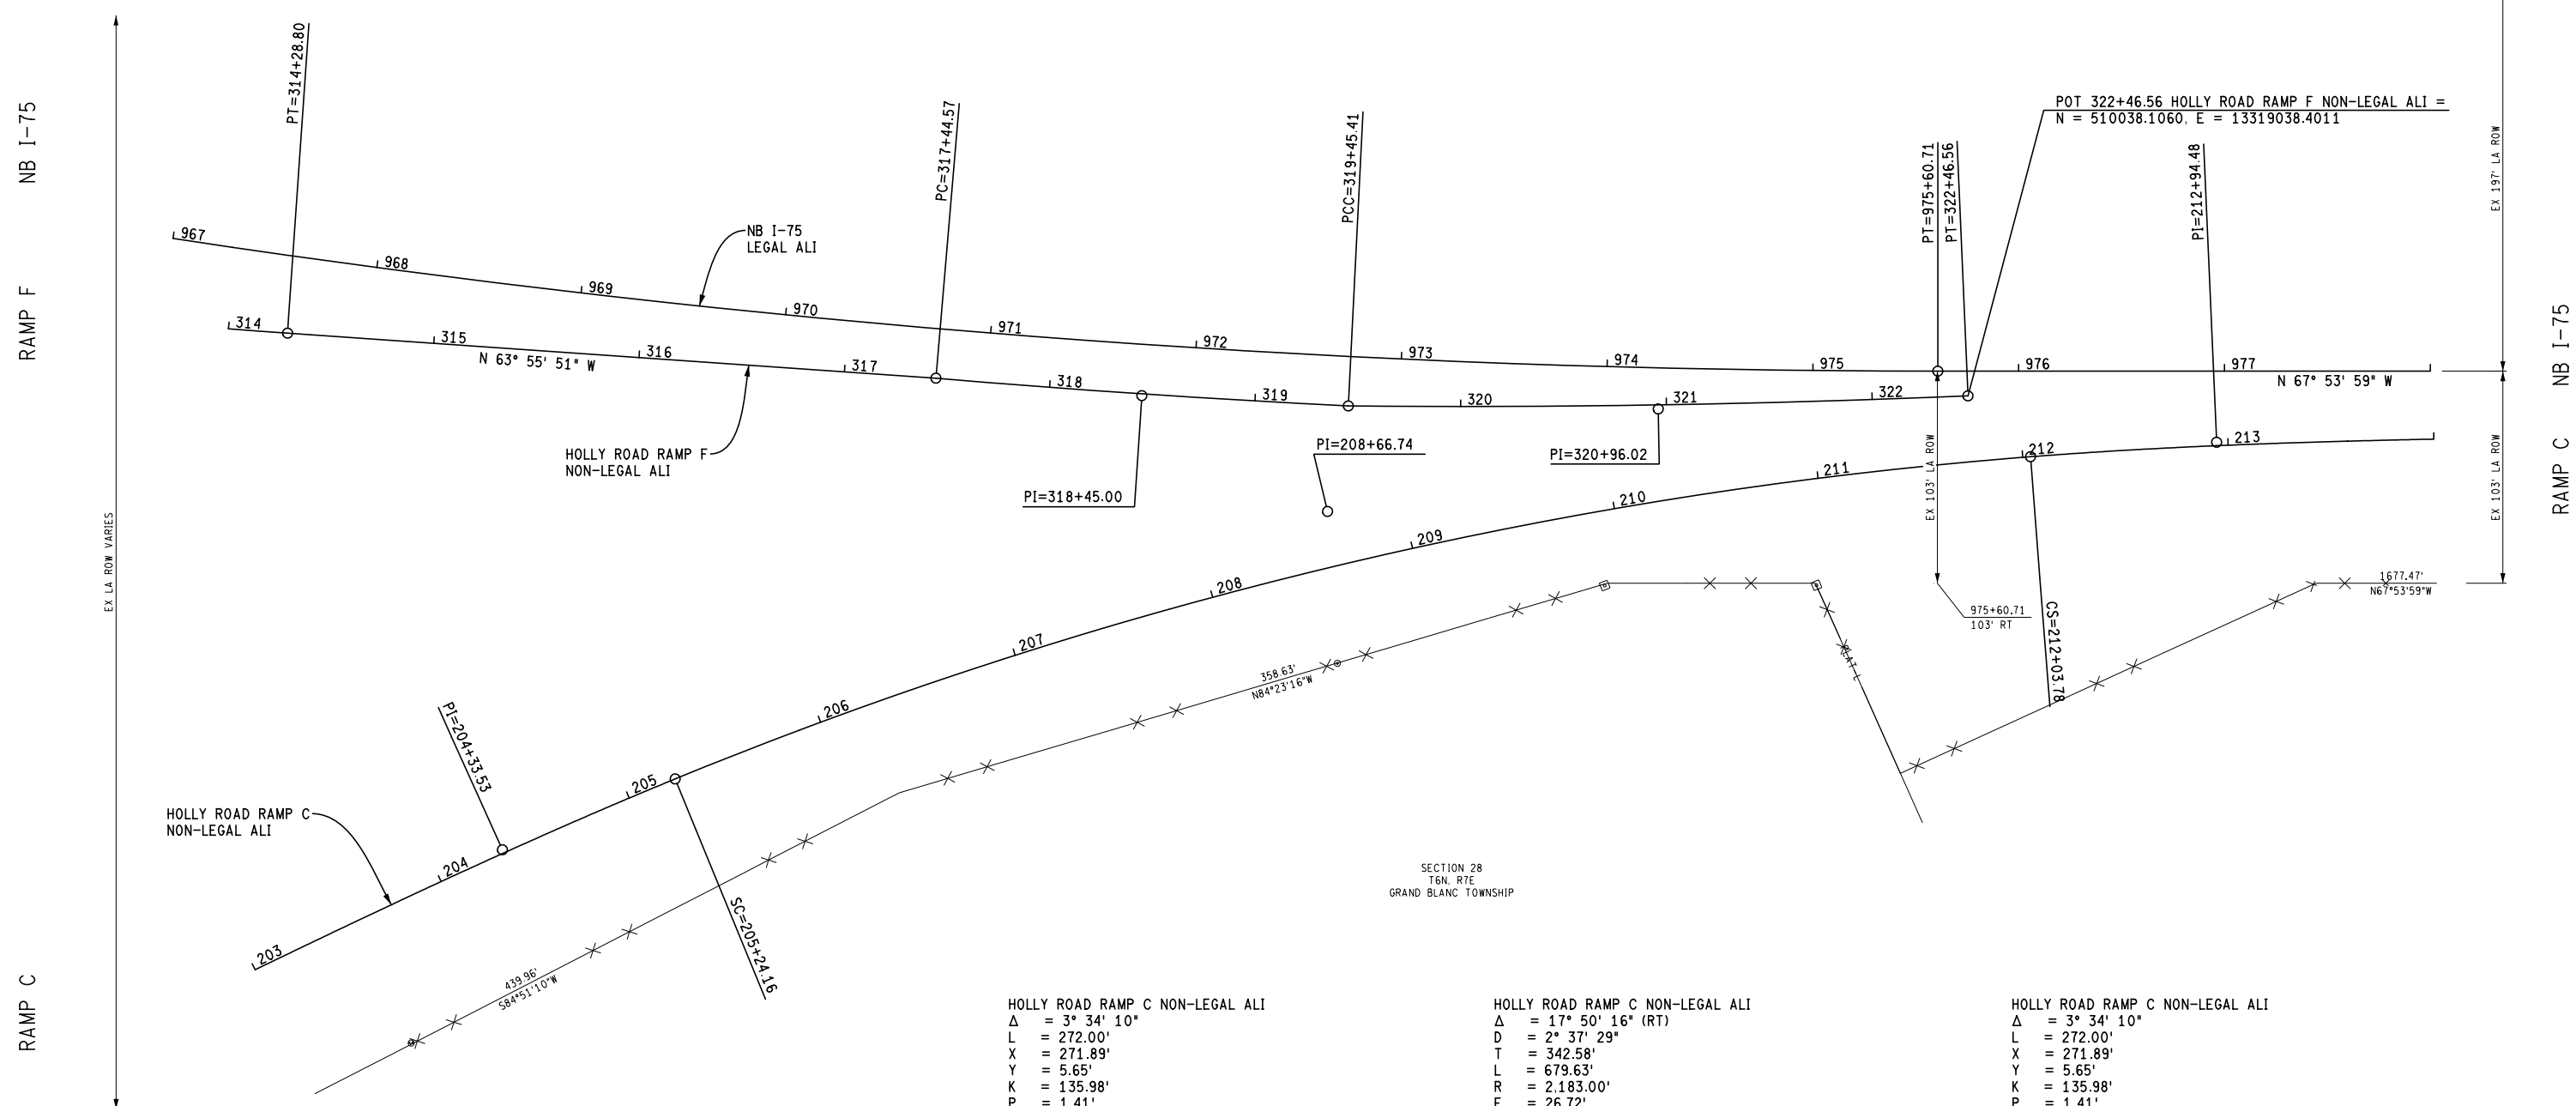 NB I-75
RAMP F
RAMP C
EX LA ROW VARIES
PT=314+28.80
PC=317+44.57
PCC=319+45.41
PT=975+60.71
PT=322+46.56
PI=212+94.48
POT 322+46.56 HOLLY ROAD RAMP F NON-LEGAL ALI =
N = 510038.1060, E = 13319038.4011
EX 197' LA ROW
NB I-75
LEGAL ALI
967
968
969
970
971
972
973
974
975
976
977
N 67° 53' 59" W
314
315
316
317
318
319
320
321
322
N 63° 55' 51" W
HOLLY ROAD RAMP F
NON-LEGAL ALI
PI=318+45.00
PI=208+66.74
PI=320+96.02
EX 103' LA ROW
EX 103' LA ROW
NB I-75
RAMP C
203
204
205
206
207
208
209
210
211
212
213
975+60.71
103' RT
CS=212+03.78
1677.47'
N67°53'59"W
358.63'
N84°23'16"W
PLAT L
PI=204+33.53
HOLLY ROAD RAMP C
NON-LEGAL ALI
SC=205+24.16
439.96'
S84°51'10"W
SECTION 28
T6N, R7E
GRAND BLANC TOWNSHIP
HOLLY ROAD RAMP C NON-LEGAL ALI
Δ = 3° 34' 10"
L = 272.00'
X = 271.89'
Y = 5.65'
K = 135.98'
P = 1.41'
HOLLY ROAD RAMP C NON-LEGAL ALI
Δ = 17° 50' 16" (RT)
D = 2° 37' 29"
T = 342.58'
L = 679.63'
R = 2,183.00'
E = 26.72'
HOLLY ROAD RAMP C NON-LEGAL ALI
Δ = 3° 34' 10"
L = 272.00'
X = 271.89'
Y = 5.65'
K = 135.98'
P = 1.41'